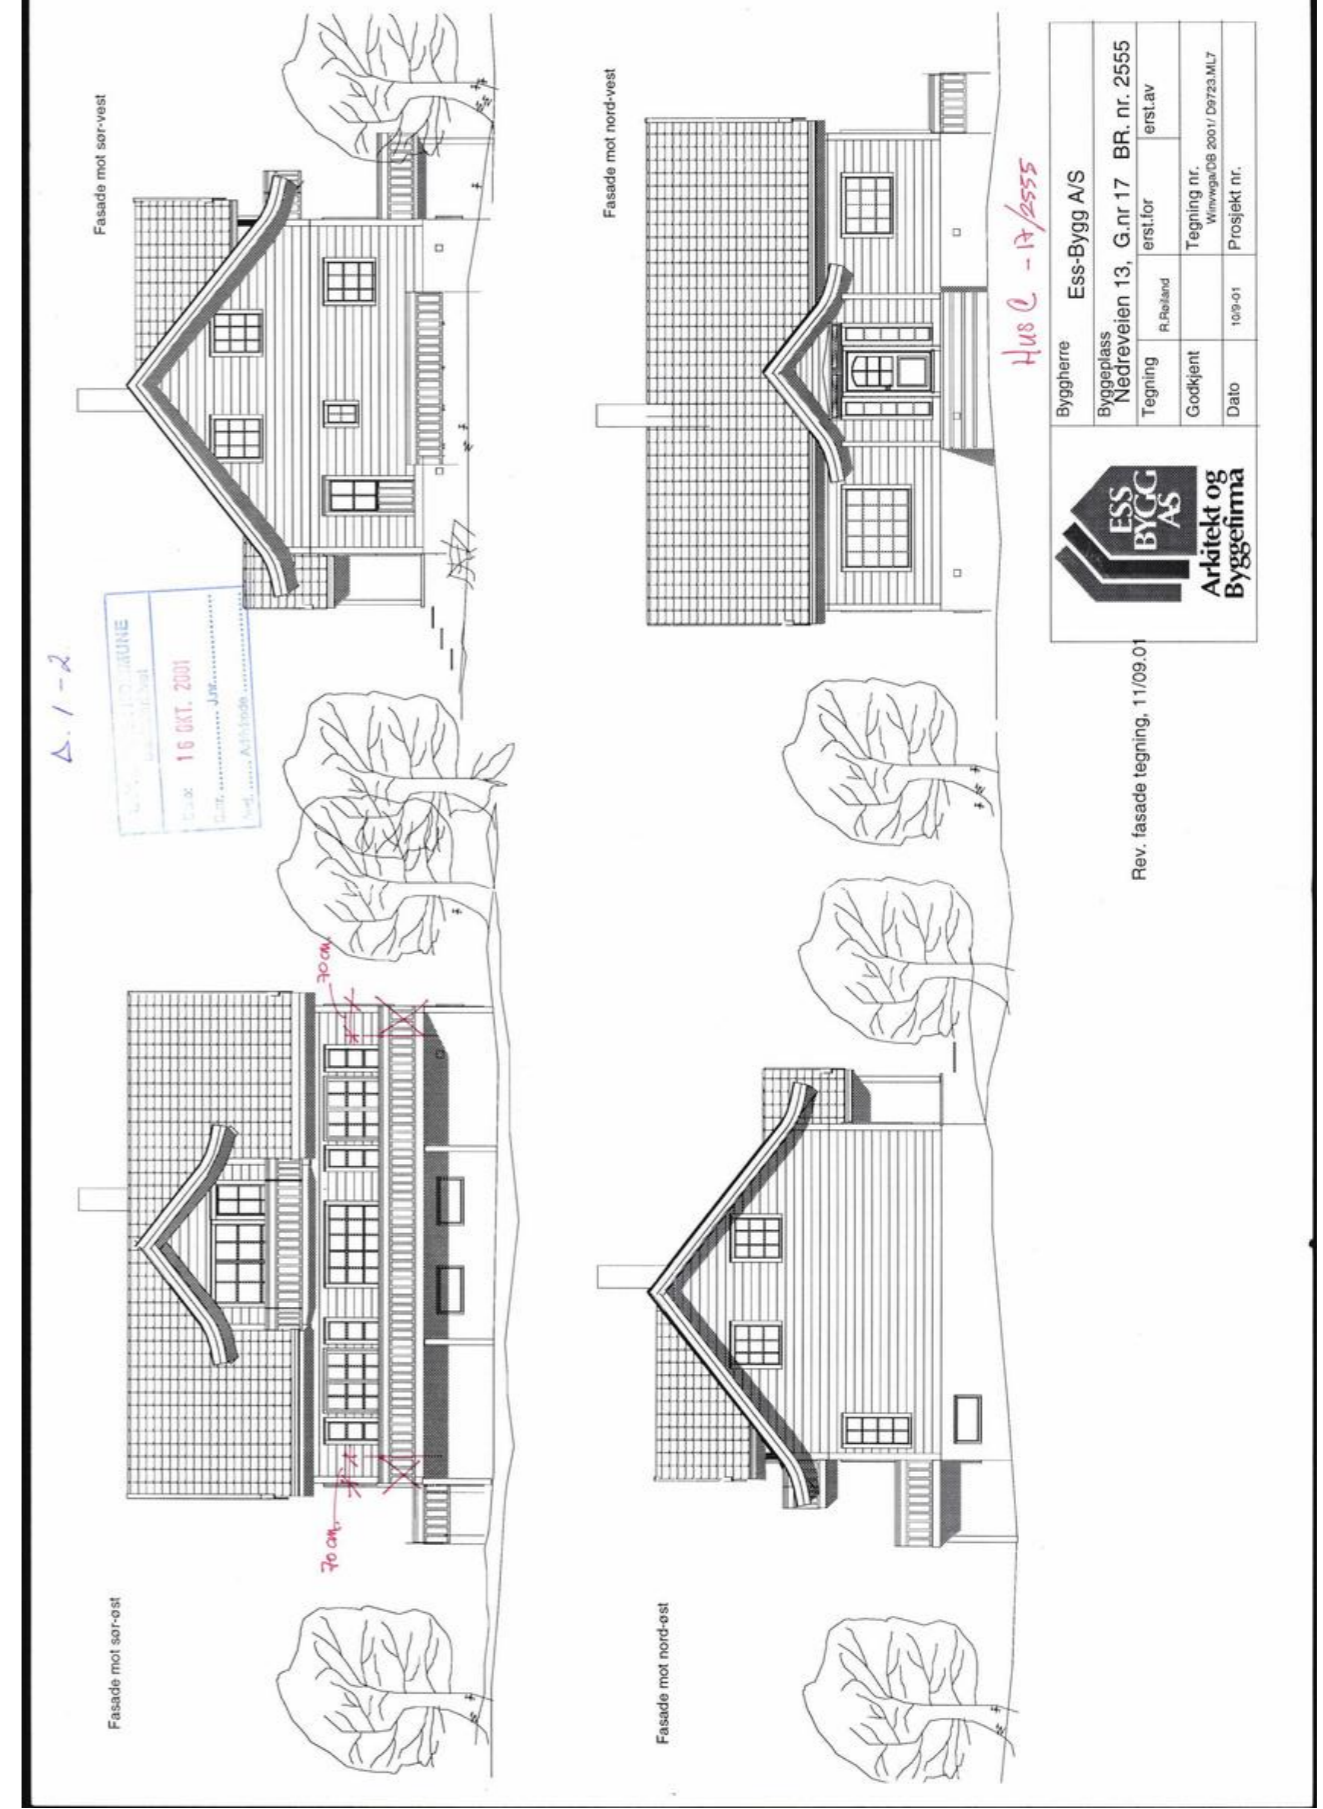 Δ. 1 - 2.
Fasade mot sør-øst
Fasade mot sør-vest
KOMMUNE
16 OKT. 2001
J.nr.
70 cm.
70 cm.
Fasade mot nord-øst
Fasade mot nord-vest
Hus C - 17/2555
Rev. fasade tegning, 11/09.01
ESS
BYGG
AS
Arkitekt og
Byggefirma
Byggherre
Ess-Bygg A/S
Byggeplass
Nedreveien 13, G.nr 17 BR. nr. 2555
Tegning
R.Røiland
erst.for
erst.av
Godkjent
Tegning nr.
Winvwga/DB 2001/ D9723.ML7
Dato
10/9-01
Prosjekt nr.